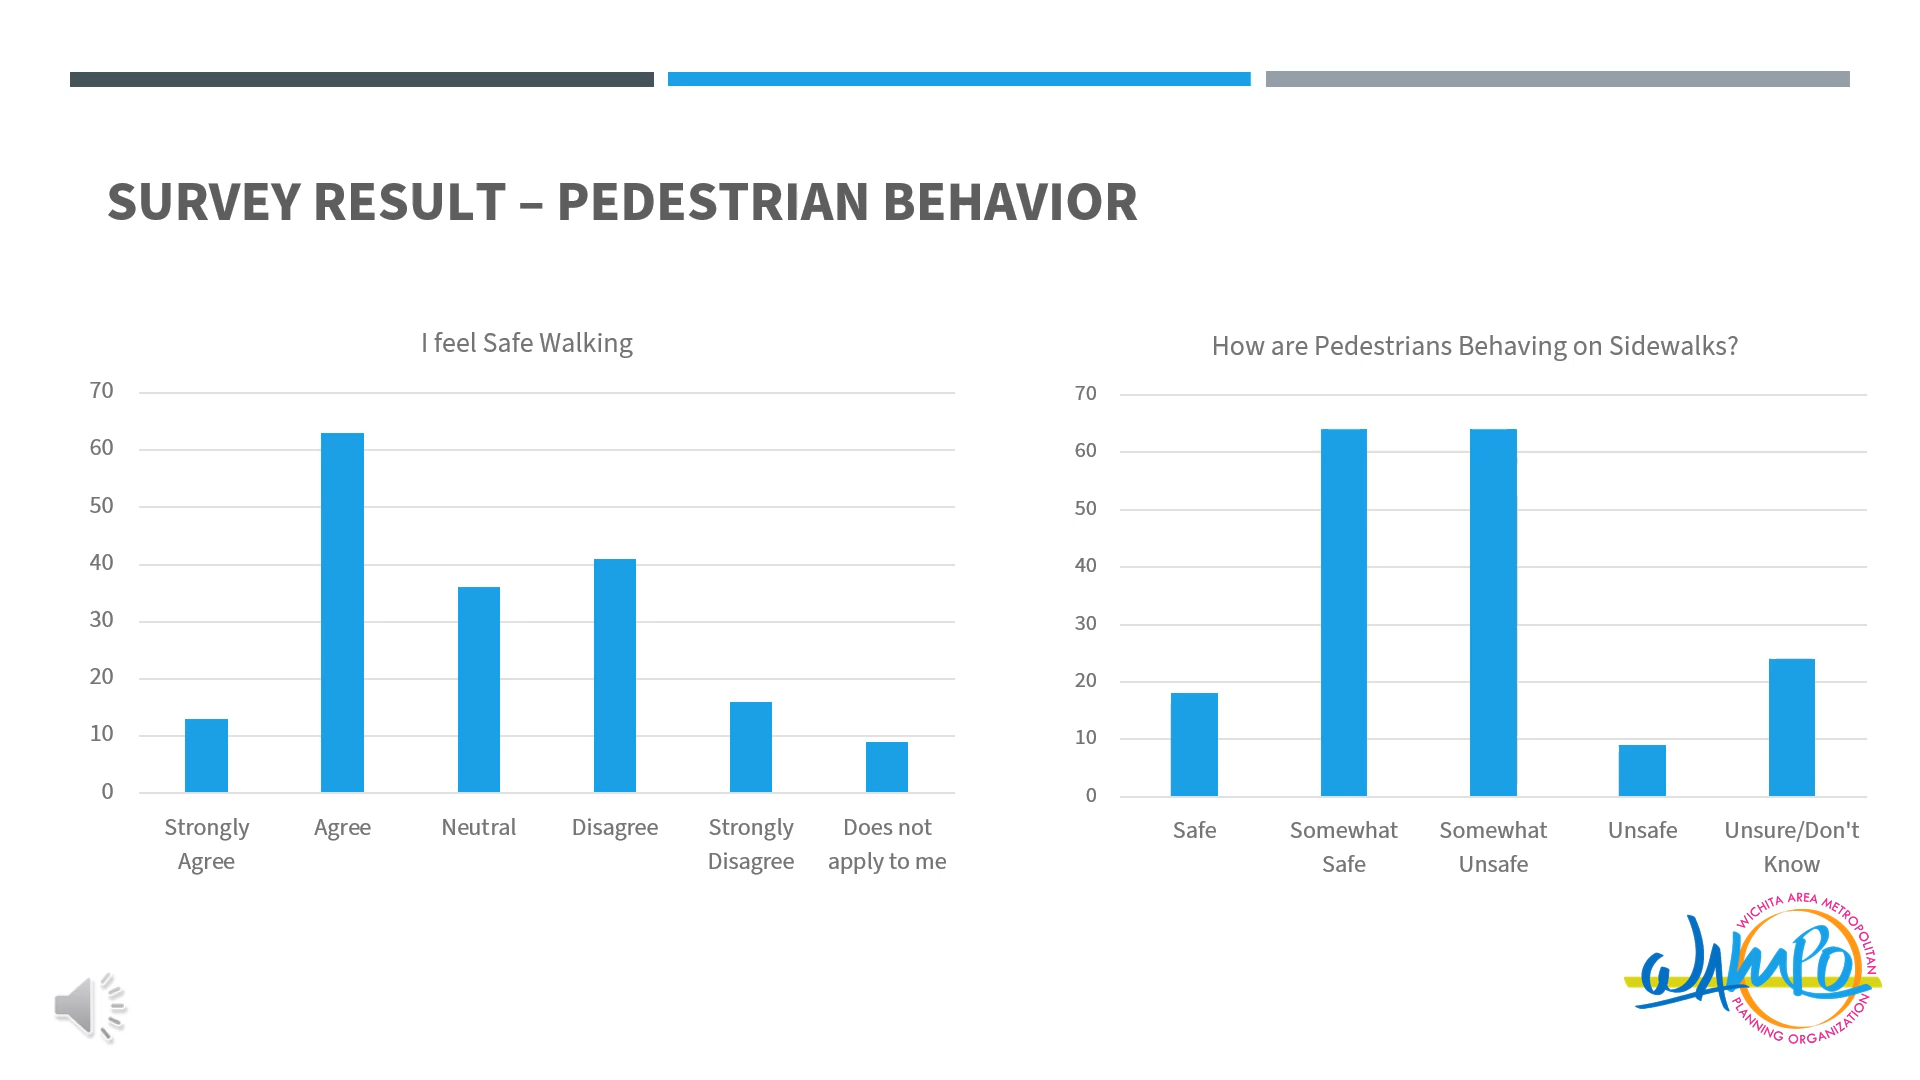 SURVEY RESULT – PEDESTRIAN BEHAVIOR
I feel Safe Walking
70
60
50
40
30
20
10
0
Strongly
Agree
Agree
Neutral
Disagree
Strongly
Disagree
Does not
apply to me
How are Pedestrians Behaving on Sidewalks?
70
60
50
40
30
20
10
0
Safe
Somewhat
Safe
Somewhat
Unsafe
Unsafe
Unsure/Don't
Know
WICHITA AREA METROPOLITAN
WAMPO
PLANNING ORGANIZATION